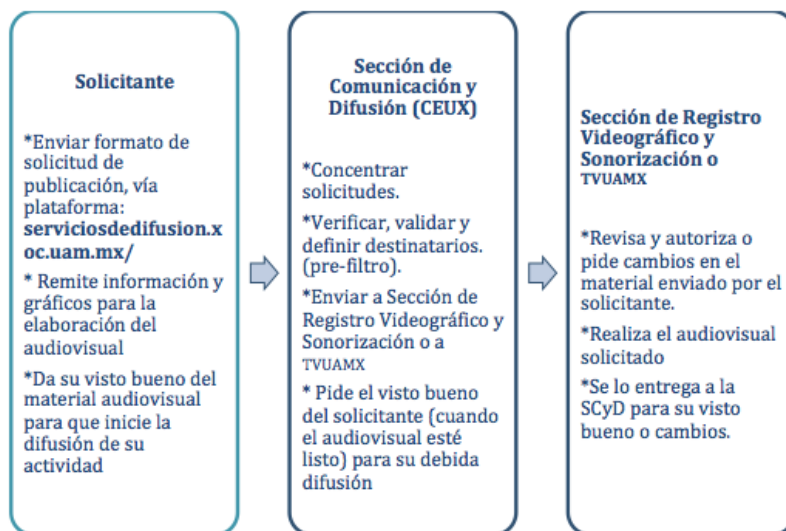 Solicitante
*Enviar formato de
solicitud de
publicación, vía
plataforma:
serviciosdedifusion.x
oc.uam.mx/
* Remite información y
gráficos para la
elaboración del
audiovisual
*Da su visto bueno del
material audiovisual
para que inicie la
difusión de su
actividad
Sección de
Comunicación y
Difusión (CEUX)
*Concentrar
solicitudes.
*Verificar, validar y
definir destinatarios.
(pre-filtro).
*Enviar a Sección de
Registro Videográfico y
Sonorización o a
TVUAMX
* Pide el visto bueno
del solicitante (cuando
el audiovisual esté
listo) para su debida
difusión
Sección de Registro
Videográfico y
Sonorización o
TVUAMX
*Revisa y autoriza o
pide cambios en el
material enviado por el
solicitante.
*Realiza el audiovisual
solicitado
*Se lo entrega a la
SCyD para su visto
bueno o cambios.